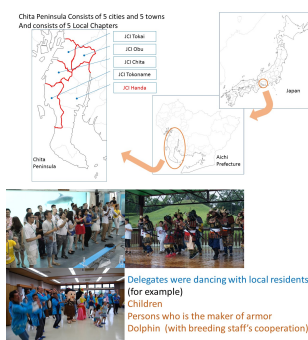 Chita Peninsula Consists of 5 cities and 5 towns
And consists of 5 Local Chapters
JCI Tokai
JCI Obu
JCI Chita
JCI Tokoname
JCI Handa
Japan
Chita
Peninsula
Aichi
Prefecture
Delegates were dancing with local residents
(for example)
Children
Persons who is the maker of armor
Dolphin (with breeding staff's cooperation)